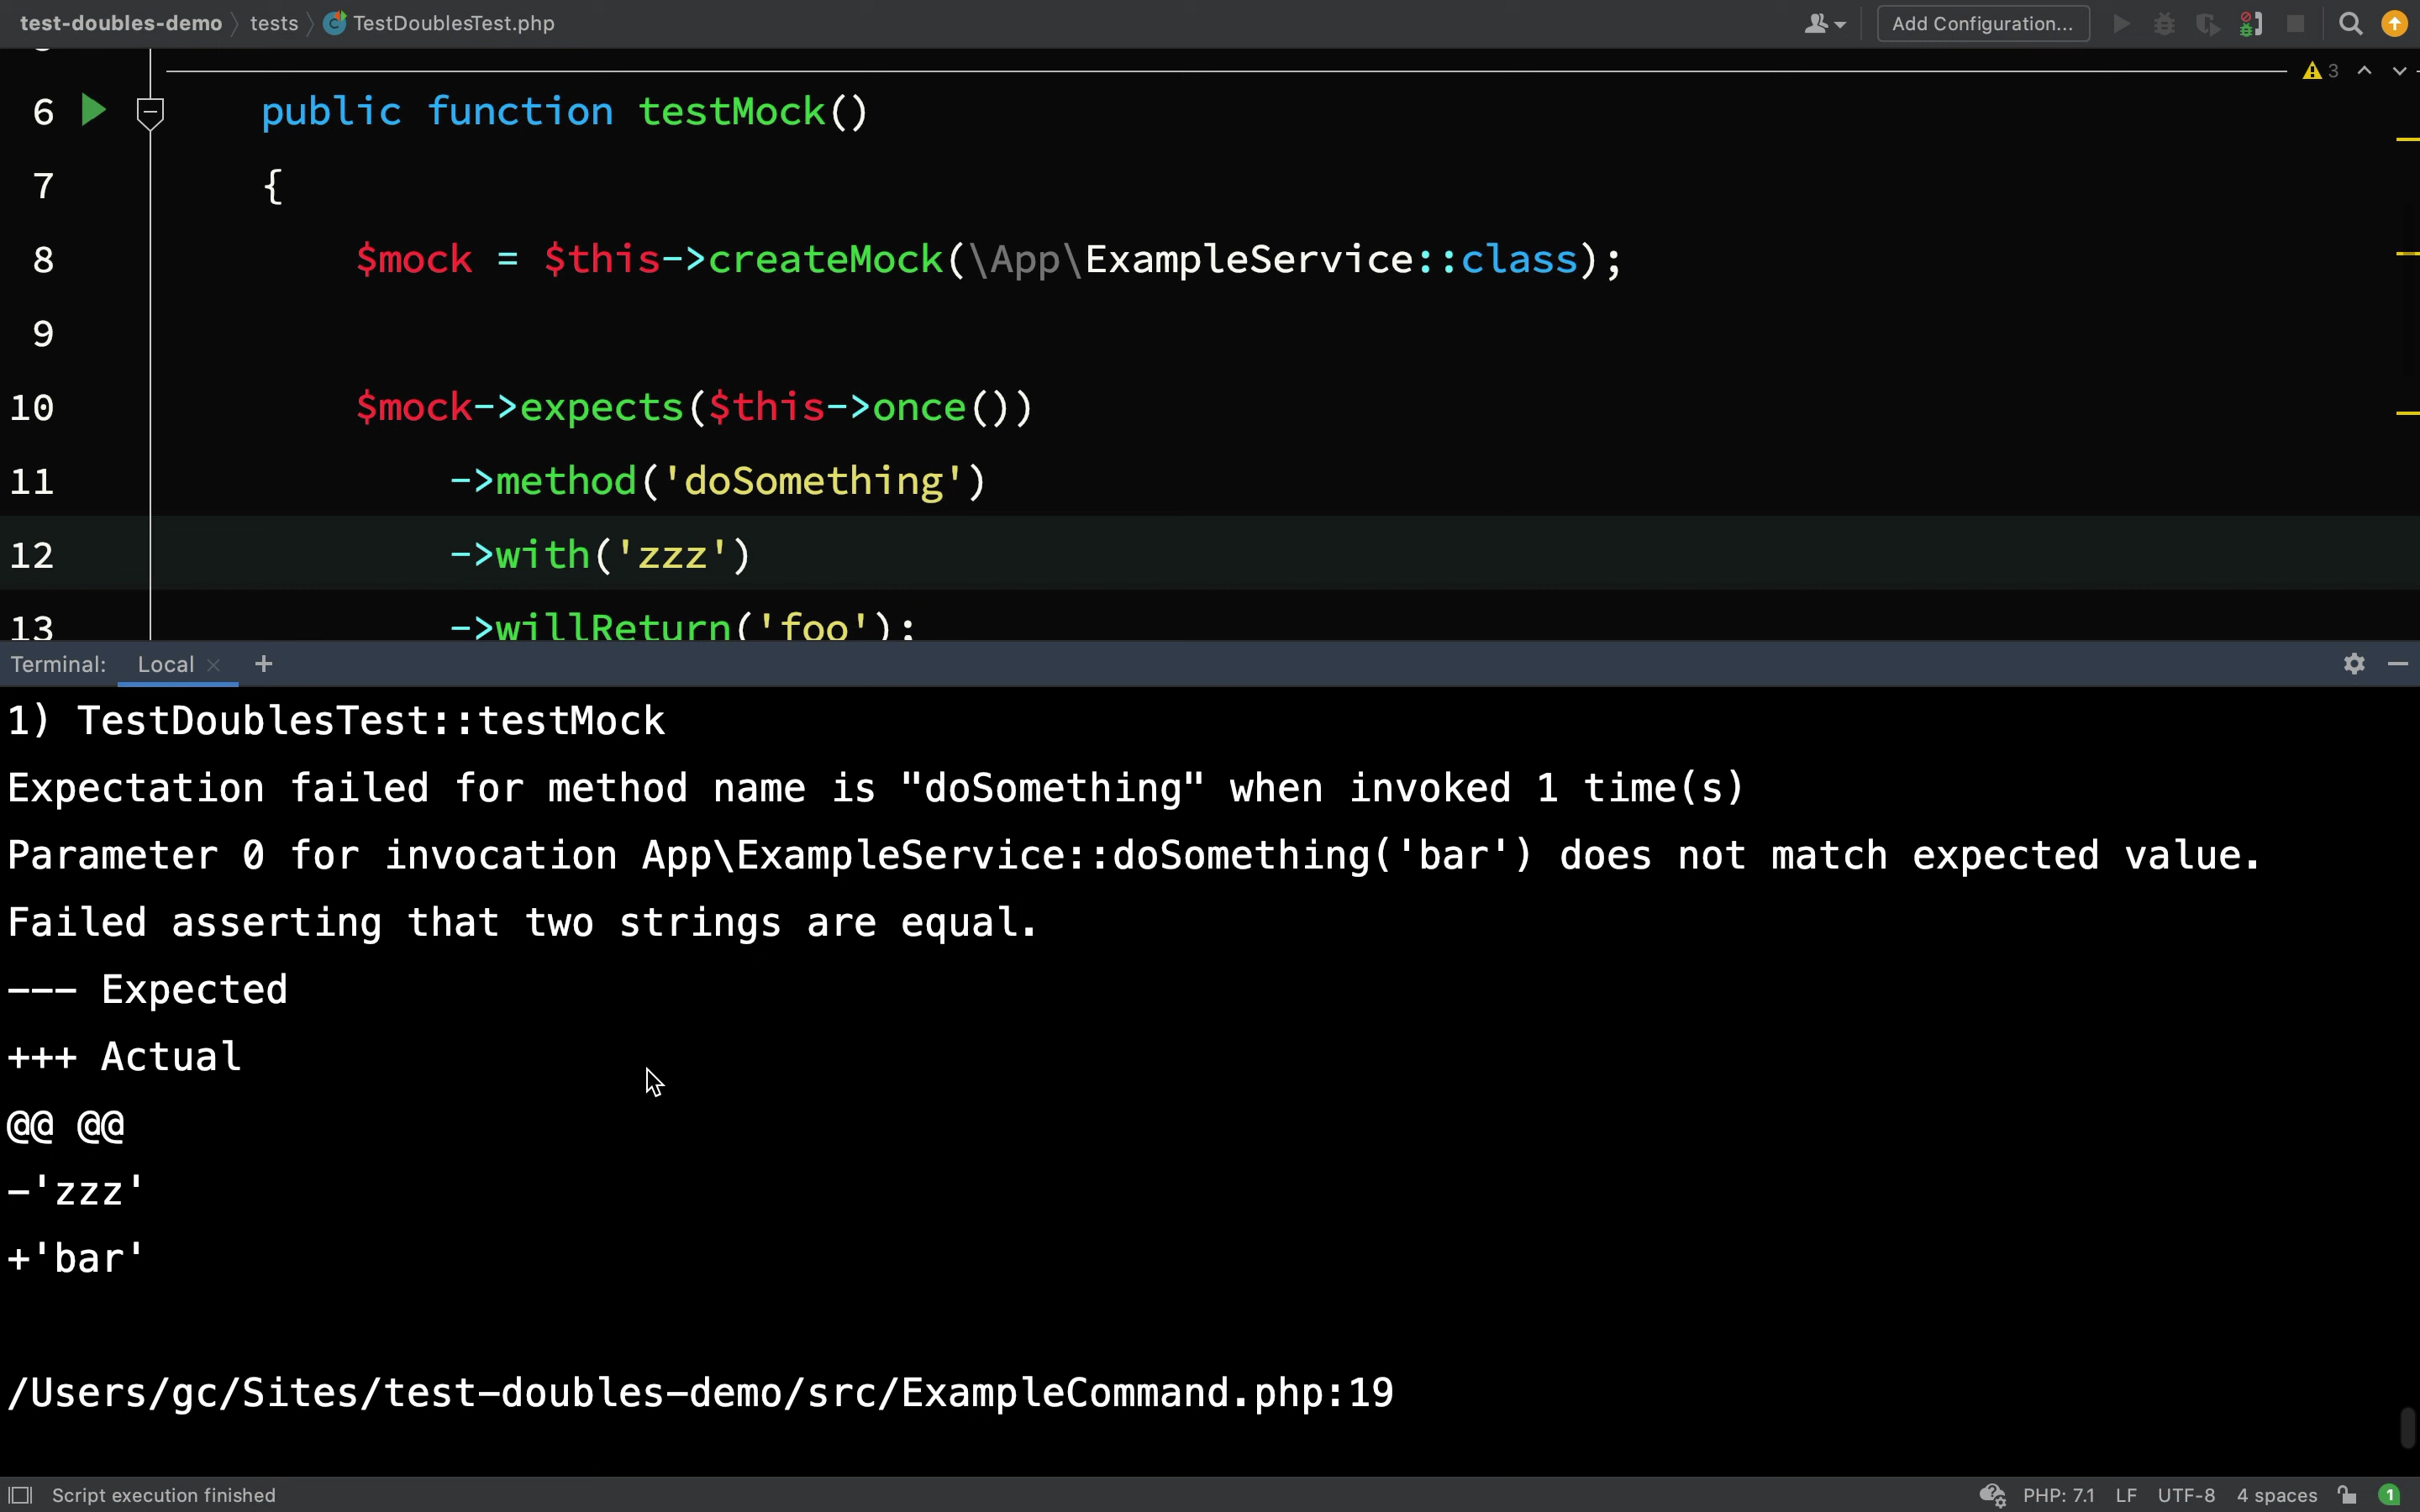 test-doubles-demo tests TestDoublesTest.php Add Configuration...
3
6 public function testMock()
7 {
8 $mock = $this->createMock(\App\ExampleService::class);
9
10 $mock->expects($this->once())
11 ->method('doSomething')
12 ->with('zzz')
13 ->willReturn('foo');
Terminal: Local × +
1) TestDoublesTest::testMock
Expectation failed for method name is "doSomething" when invoked 1 time(s)
Parameter 0 for invocation App\ExampleService::doSomething('bar') does not match expected value.
Failed asserting that two strings are equal.
--- Expected
+++ Actual
@@ @@
-'zzz'
+'bar'
/Users/gc/Sites/test-doubles-demo/src/ExampleCommand.php:19
Script execution finished PHP: 7.1 LF UTF-8 4 spaces 1